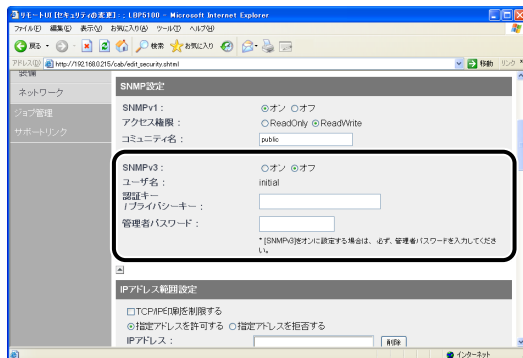 リモートUI [セキュリティの変更] : ; LBP5100 - Microsoft Internet Explorer
ファイル(F) 編集(E) 表示(V) お気に入り(A) ツール(T) ヘルプ(H)
戻る 検索 お気に入り
アドレス(D) http://192.168.0.215/cab/edit_security.shtml 移動 リンク
装備
ネットワーク
ジョブ管理
サポートリンク
SNMP設定
SNMPv1 : オン オフ
アクセス権限 : ReadOnly ReadWrite
コミュニティ名 : public
SNMPv3 : オン オフ
ユーザ名 : initial
認証キー
/プライバシーキー :
管理者パスワード :
* [SNMPv3]をオンに設定する場合は、必ず、管理者パスワードを入力してくださ
い。
IPアドレス範囲設定
TCP/IP印刷を制限する
指定アドレスを許可する 指定アドレスを拒否する
IPアドレス : 削除
インターネット